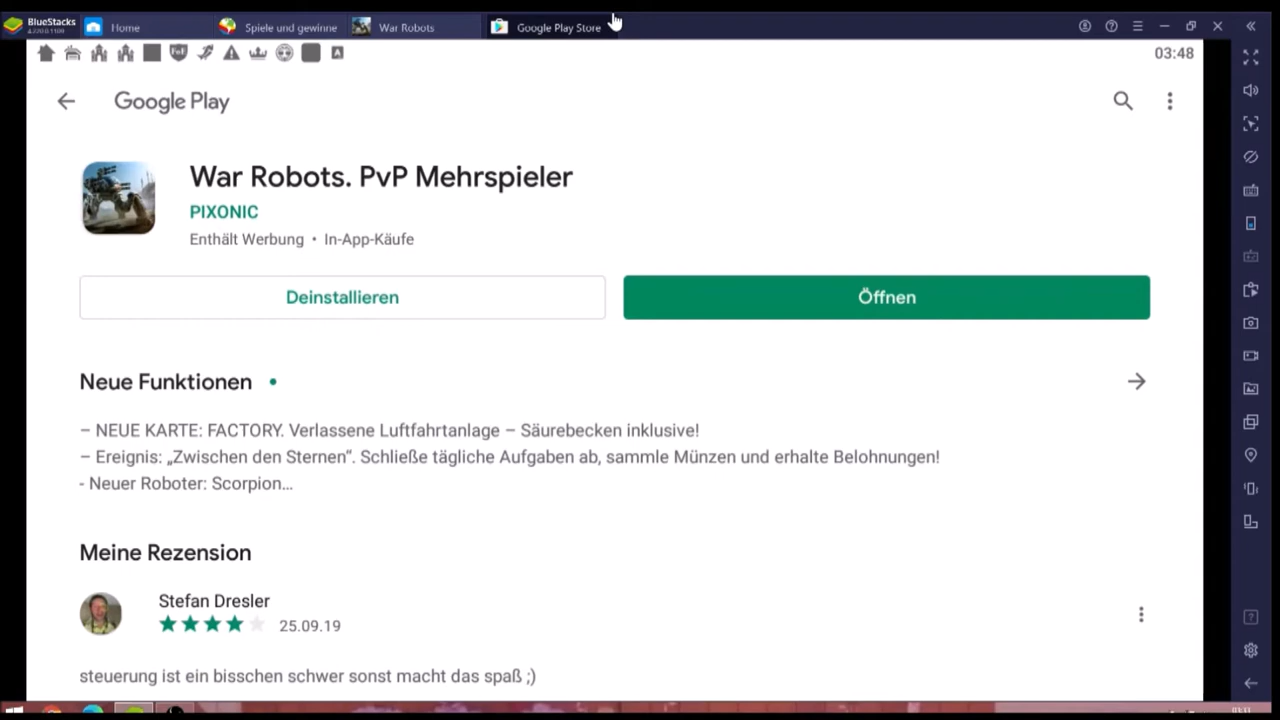 BlueStacks
Home
Spiele und gewinne
War Robots
Google Play Store
03:48
Google Play
War Robots. PvP Mehrspieler
PIXONIC
Enthält Werbung • In-App-Käufe
Deinstallieren
Öffnen
Neue Funktionen •
– NEUE KARTE: FACTORY. Verlassene Luftfahrtanlage – Säurebecken inklusive!
– Ereignis: „Zwischen den Sternen“. Schließe tägliche Aufgaben ab, sammle Münzen und erhalte Belohnungen!
- Neuer Roboter: Scorpion...
Meine Rezension
Stefan Dresler
25.09.19
steuerung ist ein bisschen schwer sonst macht das spaß ;)